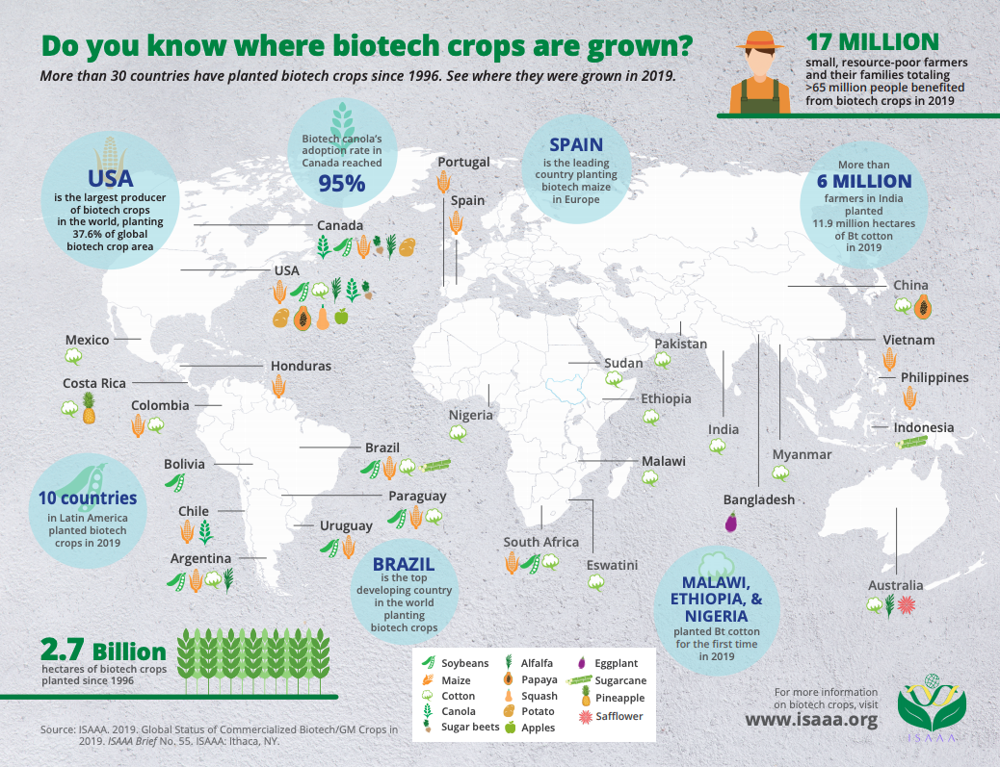 Do you know where biotech crops are grown?
More than 30 countries have planted biotech crops since 1996. See where they were grown in 2019.
17 MILLION
small, resource-poor farmers
and their families totaling
>65 million people benefited
from biotech crops in 2019
USA
is the largest producer
of biotech crops
in the world, planting
37.6% of global
biotech crop area
Biotech canola's
adoption rate in
Canada reached
95%
SPAIN
is the leading
country planting
biotech maize
in Europe
More than
6 MILLION
farmers in India
planted
11.9 million hectares
of Bt cotton
in 2019
Portugal
Spain
Canada
USA
China
Mexico
Pakistan
Vietnam
Honduras
Sudan
Costa Rica
Philippines
Colombia
Ethiopia
Nigeria
India
Indonesia
Brazil
Myanmar
Bolivia
Malawi
10 countries
in Latin America
planted biotech
crops in 2019
Paraguay
Bangladesh
Chile
Uruguay
South Africa
Argentina
Eswatini
Australia
BRAZIL
is the top
developing country
in the world
planting
biotech crops
MALAWI,
ETHIOPIA, &
NIGERIA
planted Bt cotton
for the first time
in 2019
2.7 Billion
hectares of biotech crops
planted since 1996
Soybeans
Maize
Cotton
Canola
Sugar beets
Alfalfa
Papaya
Squash
Potato
Apples
Eggplant
Sugarcane
Pineapple
Safflower
For more information
on biotech crops, visit
www.isaaa.org
ISAAA
Source: ISAAA. 2019. Global Status of Commercialized Biotech/GM Crops in
2019. ISAAA Brief No. 55, ISAAA: Ithaca, NY.